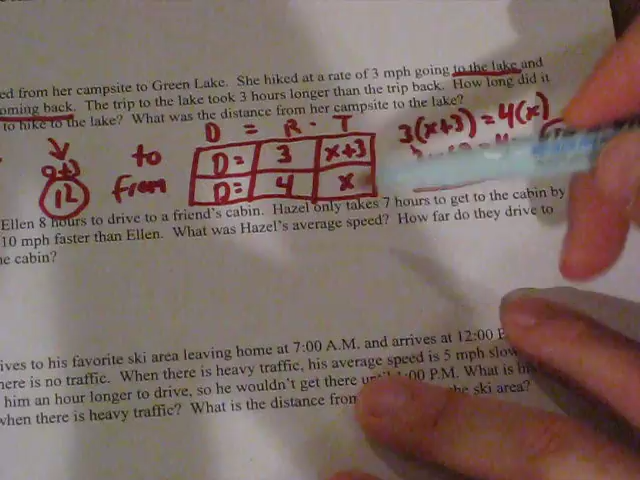 ed from her campsite to Green Lake. She hiked at a rate of 3 mph going to the lake and
oming back. The trip to the lake took 3 hours longer than the trip back. How long did it
to hike to the lake? What was the distance from her campsite to the lake?
D = R · T
to D= 3 x+3 3(x+3) = 4(x)
9+3
12
from D= 4 x
Ellen 8 hours to drive to a friend's cabin. Hazel only takes 7 hours to get to the cabin by
10 mph faster than Ellen. What was Hazel's average speed? How far do they drive to
e cabin?
ives to his favorite ski area leaving home at 7:00 A.M. and arrives at 12:00
here is no traffic. When there is heavy traffic, his average speed is 5 mph slow
him an hour longer to drive, so he wouldn't get there :00 P.M. What is
when there is heavy traffic? What is the distance from the ski area?